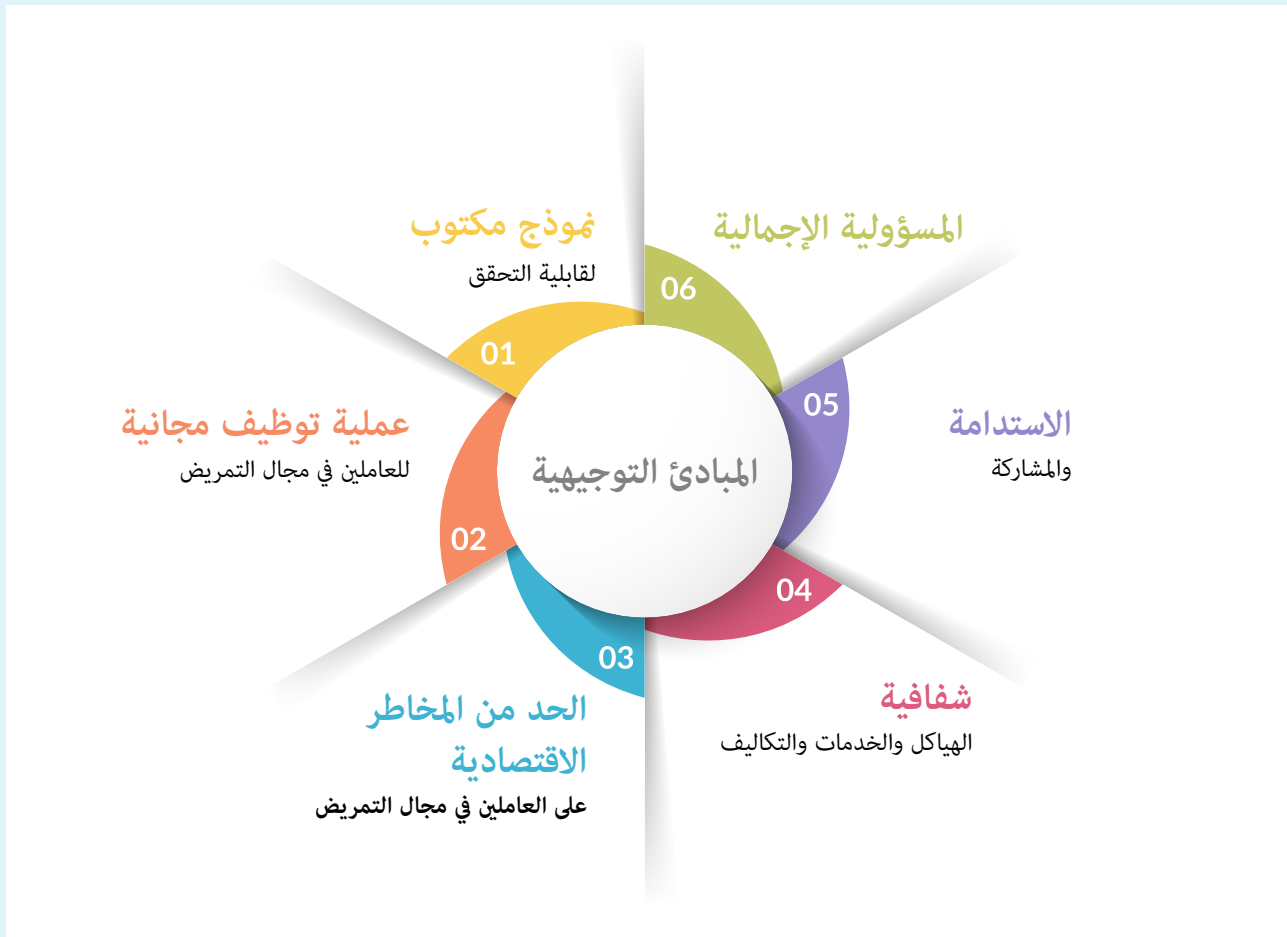 المبادئ التوجيهية
01
نموذج مكتوب
لقابلية التحقق
02
عملية توظيف مجانية
للعاملين في مجال التمريض
03
الحد من المخاطر
الاقتصادية
على العاملين في مجال التمريض
04
شفافية
الهياكل والخدمات والتكاليف
05
الاستدامة
والمشاركة
06
المسؤولية الإجمالية